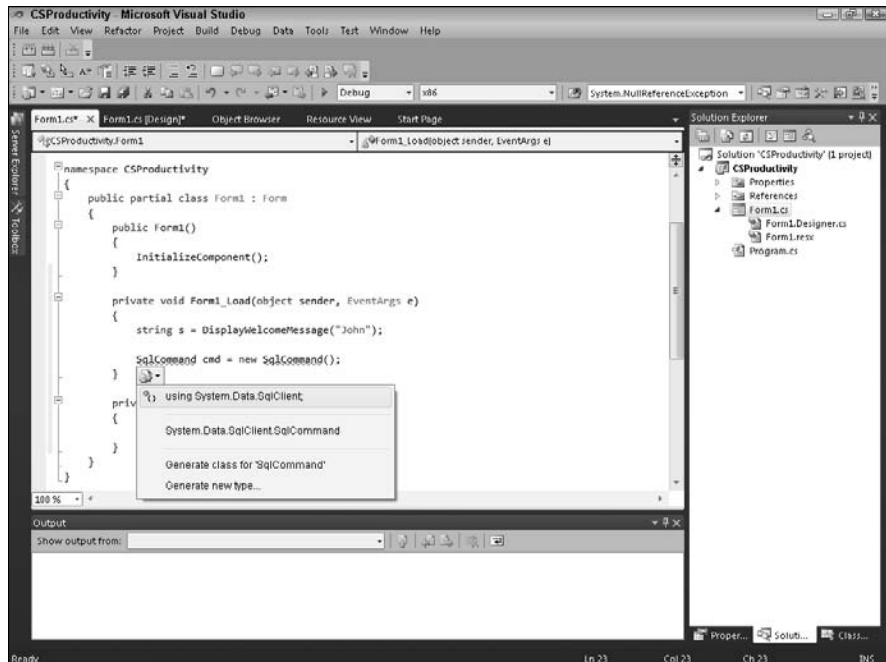 CSProductivity - Microsoft Visual Studio
File Edit View Refactor Project Build Debug Data Tools Test Window Help
Debug x86 System.NullReferenceException
Form1.cs* X Form1.cs [Design]* Object Browser Resource View Start Page
CSProductivity.Form1 Form1_Load(object sender, EventArgs e)
Server Explorer
Toolbox
namespace CSProductivity
{
public partial class Form1 : Form
{
public Form1()
{
InitializeComponent();
}
private void Form1_Load(object sender, EventArgs e)
{
string s = DisplayWelcomeMessage("John");
SqlCommand cmd = new SqlCommand();
}
using System.Data.SqlClient;
priv
{
System.Data.SqlClient.SqlCommand
}
Generate class for 'SqlCommand'
}
}
Generate new type...
100 %
Output
Show output from:
Solution Explorer
Solution 'CSProductivity' (1 project)
CSProductivity
Properties
References
Form1.cs
Form1.Designer.cs
Form1.resx
Program.cs
Proper... Soluti... Class...
Ready Ln 23 Col 23 Ch 23 INS